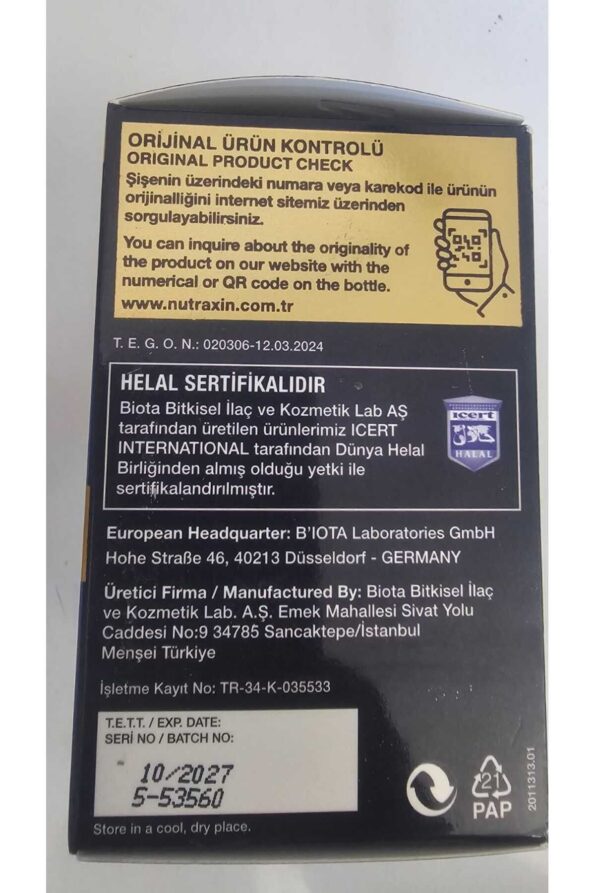 ORİJİNAL ÜRÜN KONTROLÜ
ORIGINAL PRODUCT CHECK
Şişenin üzerindeki numara veya karekod ile ürünün
orijinalliğini internet sitemiz üzerinden
sorgulayabilirsiniz.
You can inquire about the originality of
the product on our website with the
numerical or QR code on the bottle.
www.nutraxin.com.tr
T. E. G. O. N.: 020306-12.03.2024
HELAL SERTİFİKALIDIR
Biota Bitkisel İlaç ve Kozmetik Lab AŞ
tarafından üretilen ürünlerimiz ICERT
INTERNATIONAL tarafından Dünya Helal
Birliğinden almış olduğu yetki ile
sertifikalandırılmıştır.
icert
HALAL
European Headquarter: B'IOTA Laboratories GmbH
Hohe Straße 46, 40213 Düsseldorf - GERMANY
Üretici Firma / Manufactured By: Biota Bitkisel İlaç
ve Kozmetik Lab. A.Ş. Emek Mahallesi Sivat Yolu
Caddesi No:9 34785 Sancaktepe/İstanbul
Menşei Türkiye
İşletme Kayıt No: TR-34-K-035533
T.E.T.T. / EXP. DATE:
SERİ NO / BATCH NO:
10/2027
5-53560
Store in a cool, dry place.
21
PAP
2011313.01